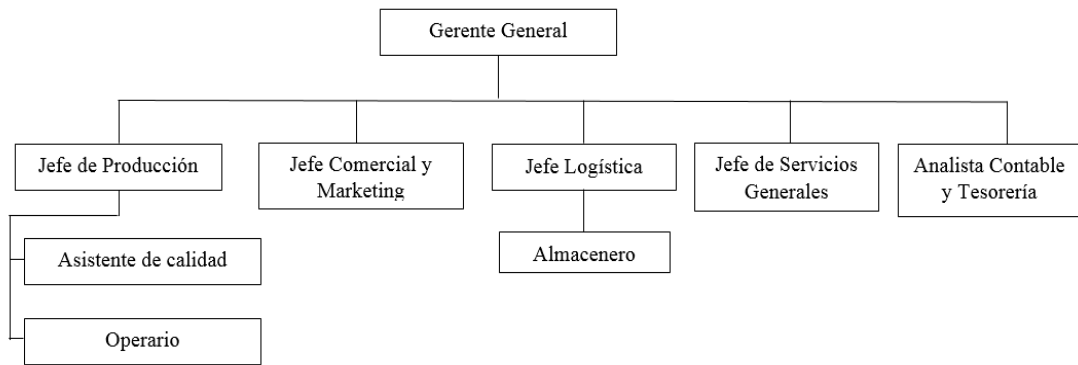 Gerente General
Jefe de Producción
Jefe Comercial y
Marketing
Jefe Logística
Jefe de Servicios
Generales
Analista Contable
y Tesorería
Asistente de calidad
Almacenero
Operario